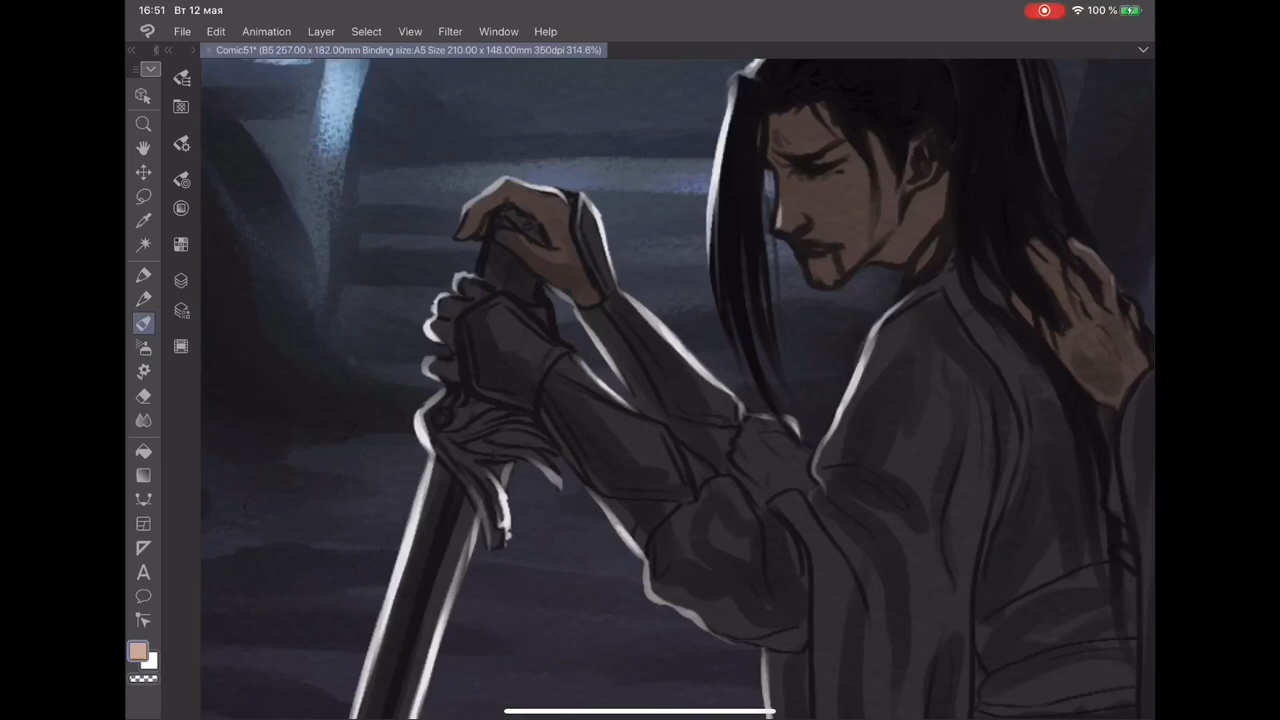 16:51 Вт 12 мая
100 %
File Edit Animation Layer Select View Filter Window Help
Comic51* (B5 257.00 x 182.00mm Binding size:A5 Size 210.00 x 148.00mm 350dpi 314.6%)